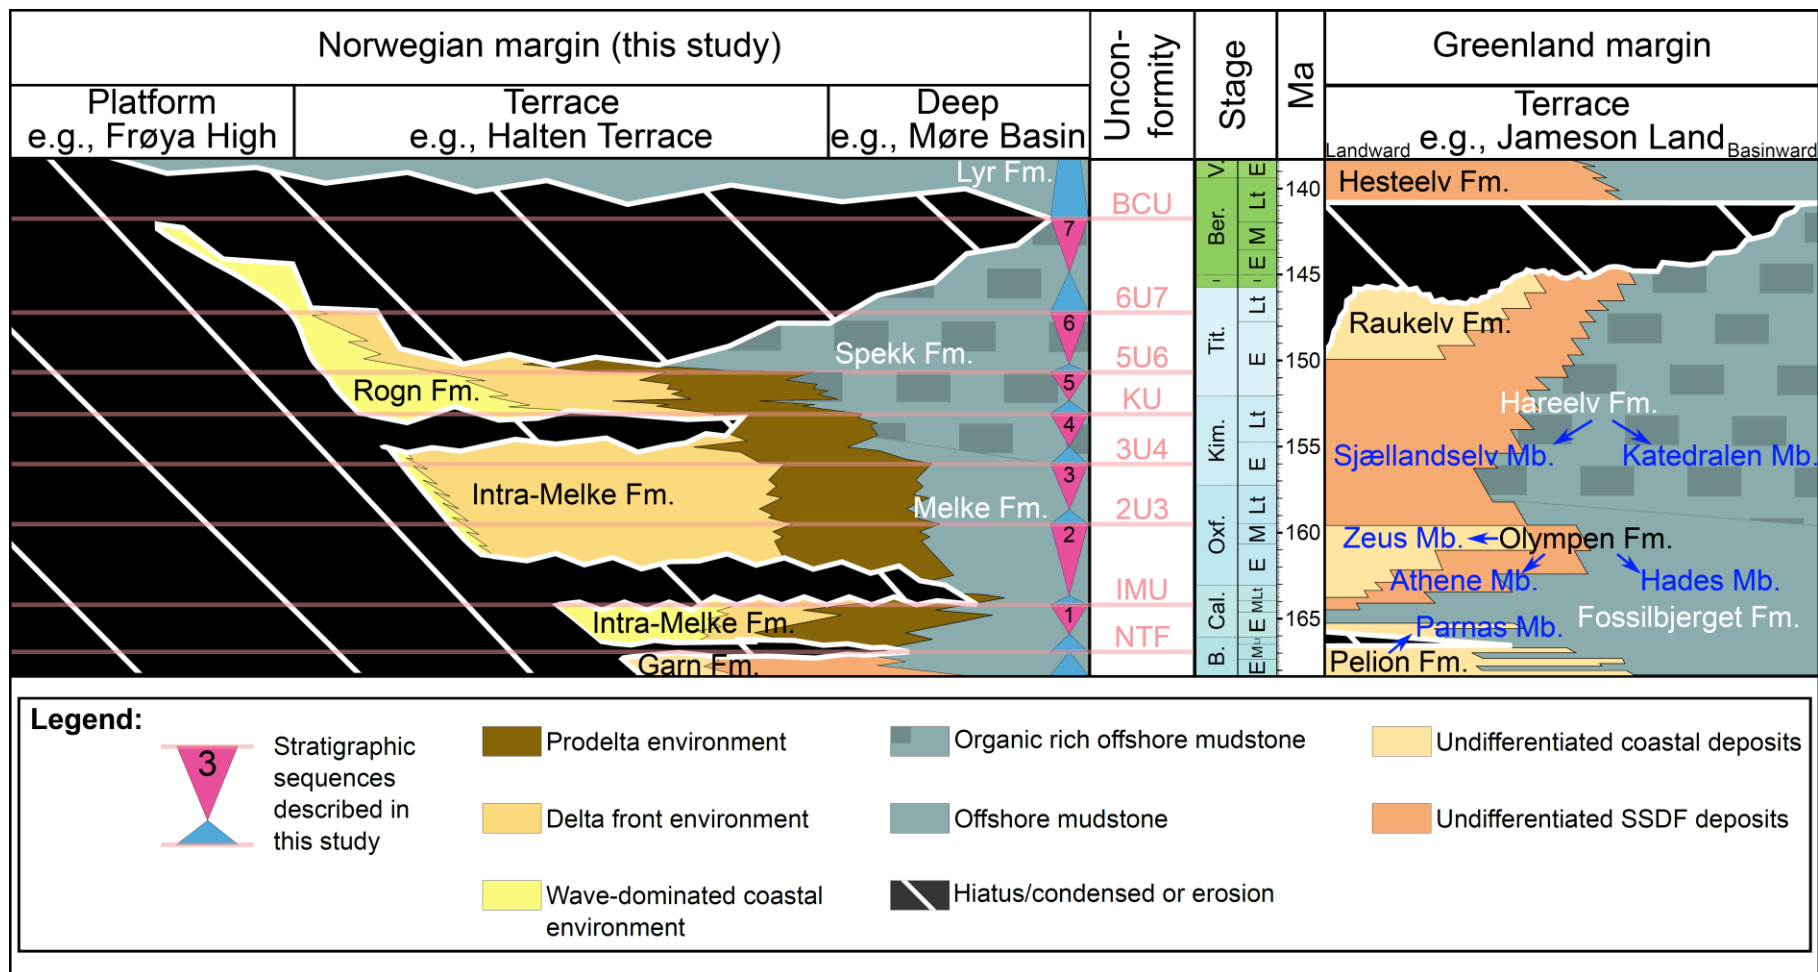 Norwegian margin (this study)
Uncon-
formity
Stage
Ma
Greenland margin
Platform
e.g., Frøya High
Terrace
e.g., Halten Terrace
Deep
e.g., Møre Basin
Terrace
Landward e.g., Jameson Land Basinward
Lyr Fm.
BCU
7
6U7
6
Spekk Fm.
5U6
Rogn Fm.
5
KU
4
3U4
Intra-Melke Fm.
3
Melke Fm.
2U3
2
IMU
Intra-Melke Fm.
1
NTF
Garn Fm.
V.
Ber.
I
Tit.
Kim.
Oxf.
Cal.
B.
E
Lt
M
E
I
Lt
E
Lt
E
Lt
M
E
Lt
M
E
Lt
M
E
140
145
150
155
160
165
Hesteelv Fm.
Raukelv Fm.
Hareelv Fm.
Sjællandselv Mb.
Katedralen Mb.
Zeus Mb.
Olympen Fm.
Athene Mb.
Hades Mb.
Fossilbjerget Fm.
Parnas Mb.
Pelion Fm.
Legend:
3
Stratigraphic
sequences
described in
this study
Prodelta environment
Delta front environment
Wave-dominated coastal
environment
Organic rich offshore mudstone
Offshore mudstone
Hiatus/condensed or erosion
Undifferentiated coastal deposits
Undifferentiated SSDF deposits